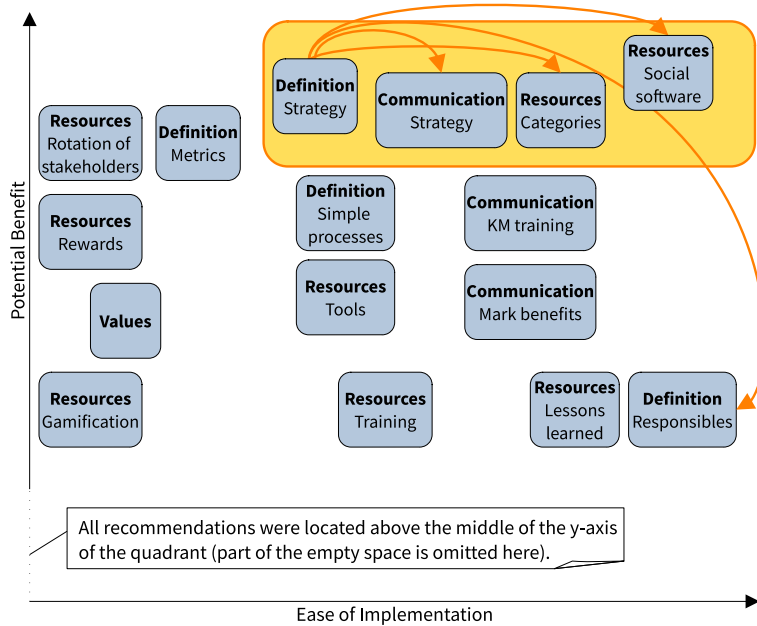 Potential Benefit
Definition
Strategy
Communication
Strategy
Resources
Categories
Resources
Social
software
Resources
Rotation of
stakeholders
Definition
Metrics
Resources
Rewards
Definition
Simple
processes
Communication
KM training
Values
Resources
Tools
Communication
Mark benefits
Resources
Gamification
Resources
Training
Resources
Lessons
learned
Definition
Responsibles
All recommendations were located above the middle of the y-axis
of the quadrant (part of the empty space is omitted here).
Ease of Implementation